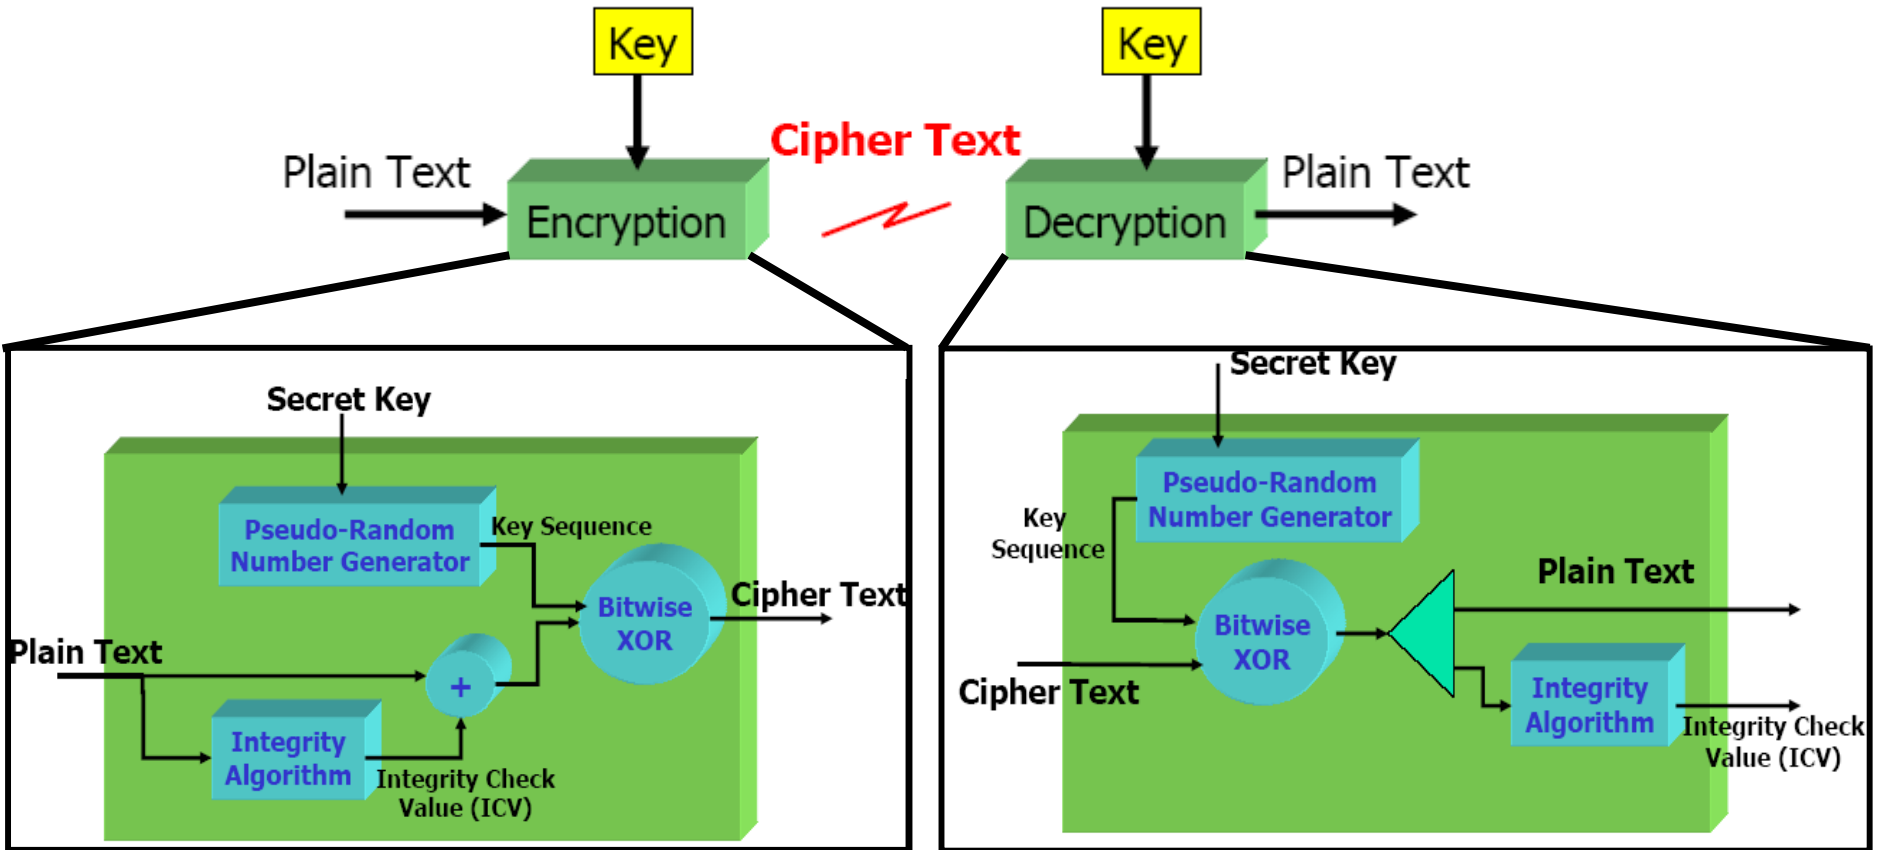 Key
Key
Cipher Text
Plain Text
Encryption
Decryption
Plain Text
Secret Key
Pseudo-Random
Number Generator
Key Sequence
Bitwise
XOR
Cipher Text
Plain Text
+
Integrity
Algorithm
Integrity Check
Value (ICV)
Secret Key
Pseudo-Random
Number Generator
Key
Sequence
Bitwise
XOR
Plain Text
Cipher Text
Integrity
Algorithm
Integrity Check
Value (ICV)